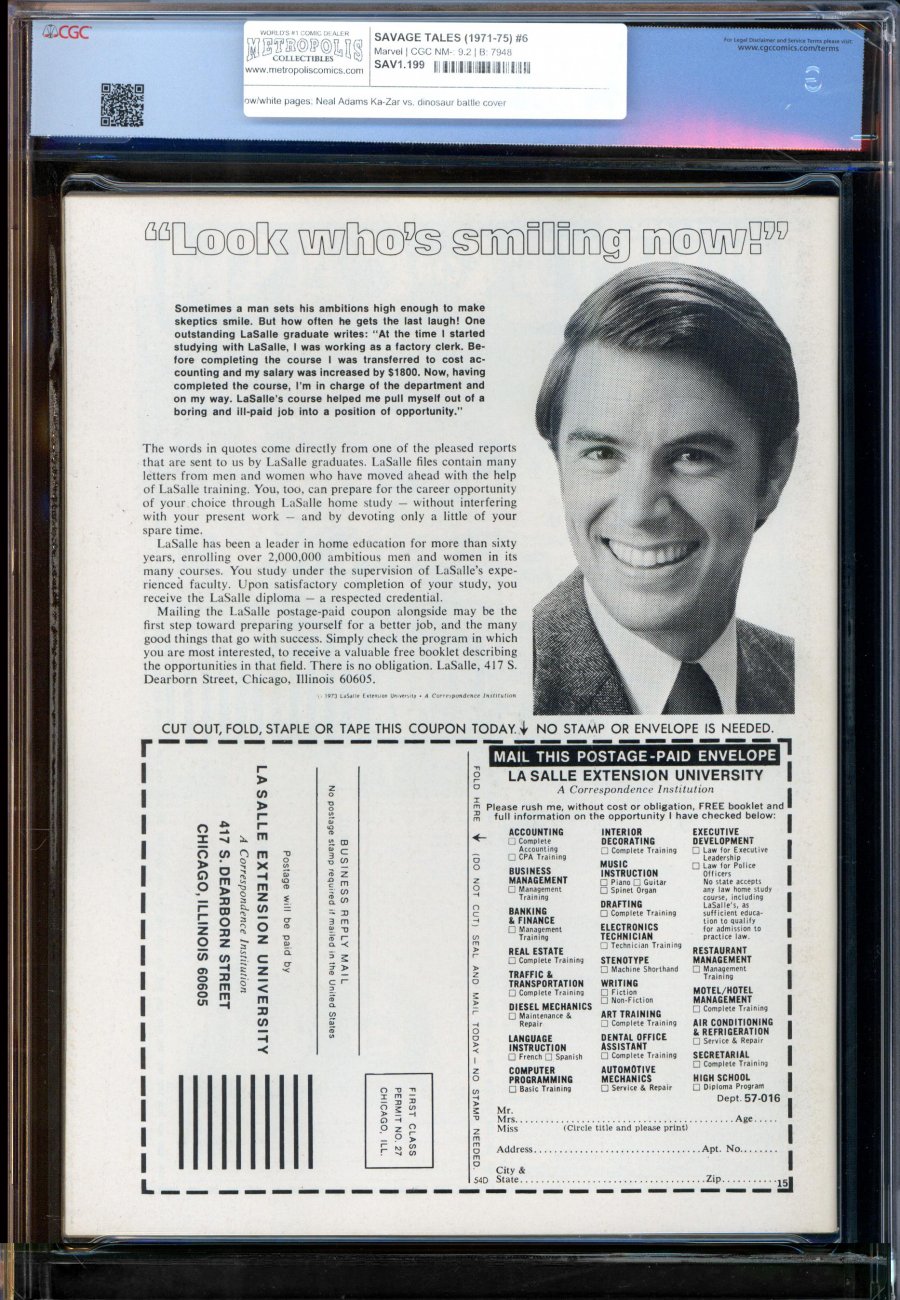 CGC
WORLD'S #1 COMIC DEALER
METROPOLIS
COLLECTIBLES
www.metropoliscomics.com
SAVAGE TALES (1971-75) #6
Marvel | CGC NM-: 9.2 | B: 7948
SAV1.199
ow/white pages; Neal Adams Ka-Zar vs. dinosaur battle cover
For Legal Disclaimer and Service Terms please visit:
www.cgccomics.com/terms
“Look who's smiling now!”
Sometimes a man sets his ambitions high enough to make
skeptics smile. But how often he gets the last laugh! One
outstanding LaSalle graduate writes: "At the time I started
studying with LaSalle, I was working as a factory clerk. Be-
fore completing the course I was transferred to cost ac-
counting and my salary was increased by $1800. Now, having
completed the course, I'm in charge of the department and
on my way. LaSalle's course helped me pull myself out of a
boring and ill-paid job into a position of opportunity."
The words in quotes come directly from one of the pleased reports
that are sent to us by LaSalle graduates. LaSalle files contain many
letters from men and women who have moved ahead with the help
of LaSalle training. You, too, can prepare for the career opportunity
of your choice through LaSalle home study — without interfering
with your present work — and by devoting only a little of your
spare time.
LaSalle has been a leader in home education for more than sixty
years, enrolling over 2,000,000 ambitious men and women in its
many courses. You study under the supervision of LaSalle's expe-
rienced faculty. Upon satisfactory completion of your study, you
receive the LaSalle diploma — a respected credential.
Mailing the LaSalle postage-paid coupon alongside may be the
first step toward preparing yourself for a better job, and the many
good things that go with success. Simply check the program in which
you are most interested, to receive a valuable free booklet describing
the opportunities in that field. There is no obligation. LaSalle, 417 S.
Dearborn Street, Chicago, Illinois 60605.
© 1973 LaSalle Extension University • A Correspondence Institution
CUT OUT, FOLD, STAPLE OR TAPE THIS COUPON TODAY. ↓ NO STAMP OR ENVELOPE IS NEEDED.
BUSINESS REPLY MAIL
No postage stamp required if mailed in the United States
Postage will be paid by
LA SALLE EXTENSION UNIVERSITY
A Correspondence Institution
417 S. DEARBORN STREET
CHICAGO, ILLINOIS 60605
FIRST CLASS
PERMIT NO. 27
CHICAGO, ILL.
FOLD HERE ← (DO NOT CUT) SEAL AND MAIL TODAY – NO STAMP NEEDED.
54D
MAIL THIS POSTAGE-PAID ENVELOPE
LA SALLE EXTENSION UNIVERSITY
A Correspondence Institution
Please rush me, without cost or obligation, FREE booklet and
full information on the opportunity I have checked below:
ACCOUNTING
□ Complete
Accounting
□ CPA Training
BUSINESS
MANAGEMENT
□ Management
Training
BANKING
& FINANCE
□ Management
Training
REAL ESTATE
□ Complete Training
TRAFFIC &
TRANSPORTATION
□ Complete Training
DIESEL MECHANICS
□ Maintenance &
Repair
LANGUAGE
INSTRUCTION
□ French □ Spanish
COMPUTER
PROGRAMMING
□ Basic Training
INTERIOR
DECORATING
□ Complete Training
MUSIC
INSTRUCTION
□ Piano □ Guitar
□ Spinet Organ
DRAFTING
□ Complete Training
ELECTRONICS
TECHNICIAN
□ Technician Training
STENOTYPE
□ Machine Shorthand
WRITING
□ Fiction
□ Non-Fiction
ART TRAINING
□ Complete Training
DENTAL OFFICE
ASSISTANT
□ Complete Training
AUTOMOTIVE
MECHANICS
□ Service & Repair
EXECUTIVE
DEVELOPMENT
□ Law for Executive
Leadership
□ Law for Police
Officers
No state accepts
any law home study
course, including
LaSalle's, as
sufficient educa-
tion to qualify
for admission to
practice law.
RESTAURANT
MANAGEMENT
□ Management
Training
MOTEL/HOTEL
MANAGEMENT
□ Complete Training
AIR CONDITIONING
& REFRIGERATION
□ Service & Repair
SECRETARIAL
□ Complete Training
HIGH SCHOOL
□ Diploma Program
Dept. 57-016
Mr.
Mrs.......................................................Age.....
Miss (Circle title and please print)
Address..........................................Apt. No........
City &
State..............................................Zip..........
15